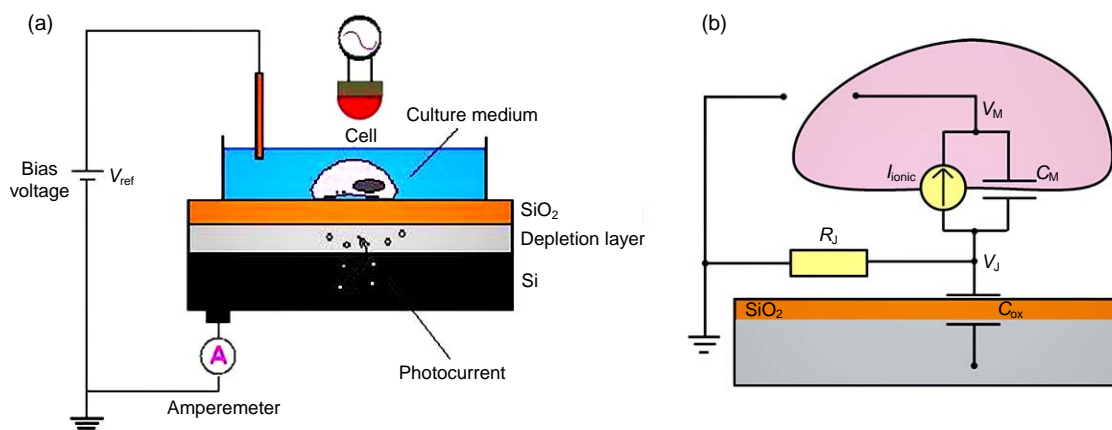 (a)
Culture medium
Cell
Bias
voltage
V_ref
SiO₂
Depletion layer
Si
A
Photocurrent
Amperemeter
(b)
V_M
I_ionic
C_M
R_J
V_J
SiO₂
C_ox